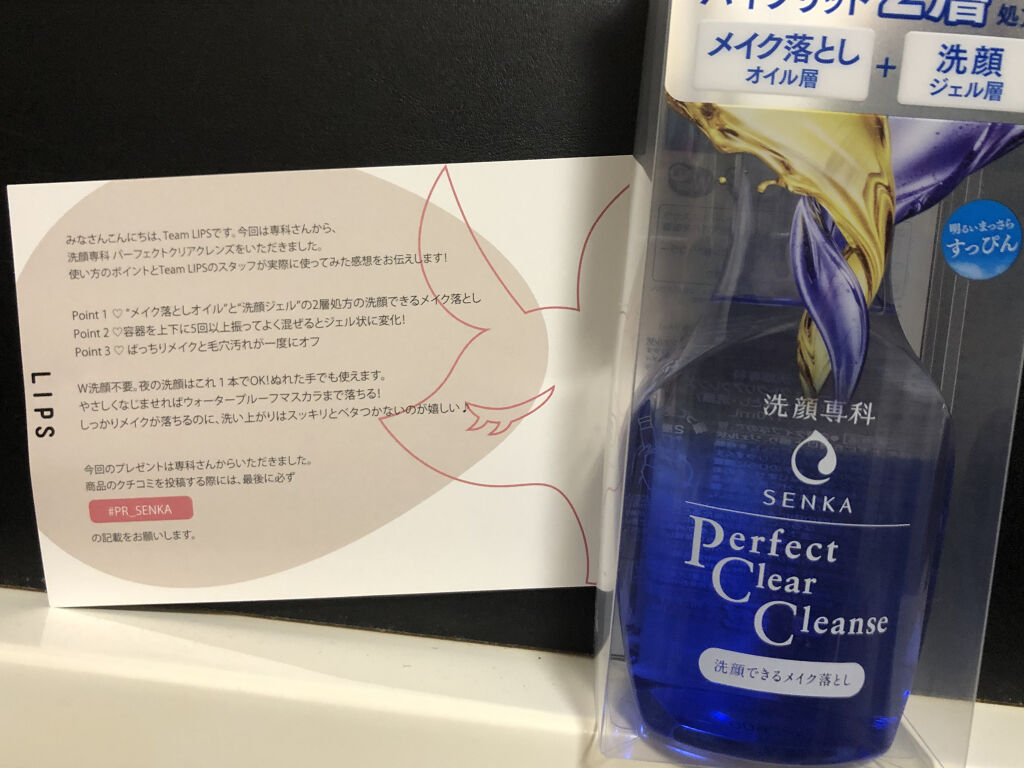 みなさんこんにちは、Team LIPSです。今回は専科さんから、
洗顔専科 パーフェクトクリアクレンズをいただきました。
使い方のポイントとTeam LIPSのスタッフが実際に使ってみた感想をお伝えします!
Point 1 ♡ “メイク落としオイル”と“洗顔ジェル”の2層処方の洗顔できるメイク落とし
Point 2 ♡容器を上下に5回以上振ってよく混ぜるとジェル状に変化!
Point 3 ♡ ばっちりメイクと毛穴汚れが一度にオフ
W洗顔不要。夜の洗顔はこれ1本でOK!ぬれた手でも使えます。
やさしくなじませればウォータープルーフマスカラまで落ちる!
しっかりメイクが落ちるのに、洗い上がりはスッキリとベタつかないのが嬉しい♪
今回のプレゼントは専科さんからいただきました。
商品のクチコミを投稿する際には、最後に必ず
#PR_SENKA
の記載をお願いします。
LIPS
ハイブリッド2層処
メイク落とし
オイル層
+
洗顔
ジェル層
明るいまっさら
すっぴん
洗顔専科
SENKA
Perfect
Clear
Cleanse
洗顔できるメイク落とし